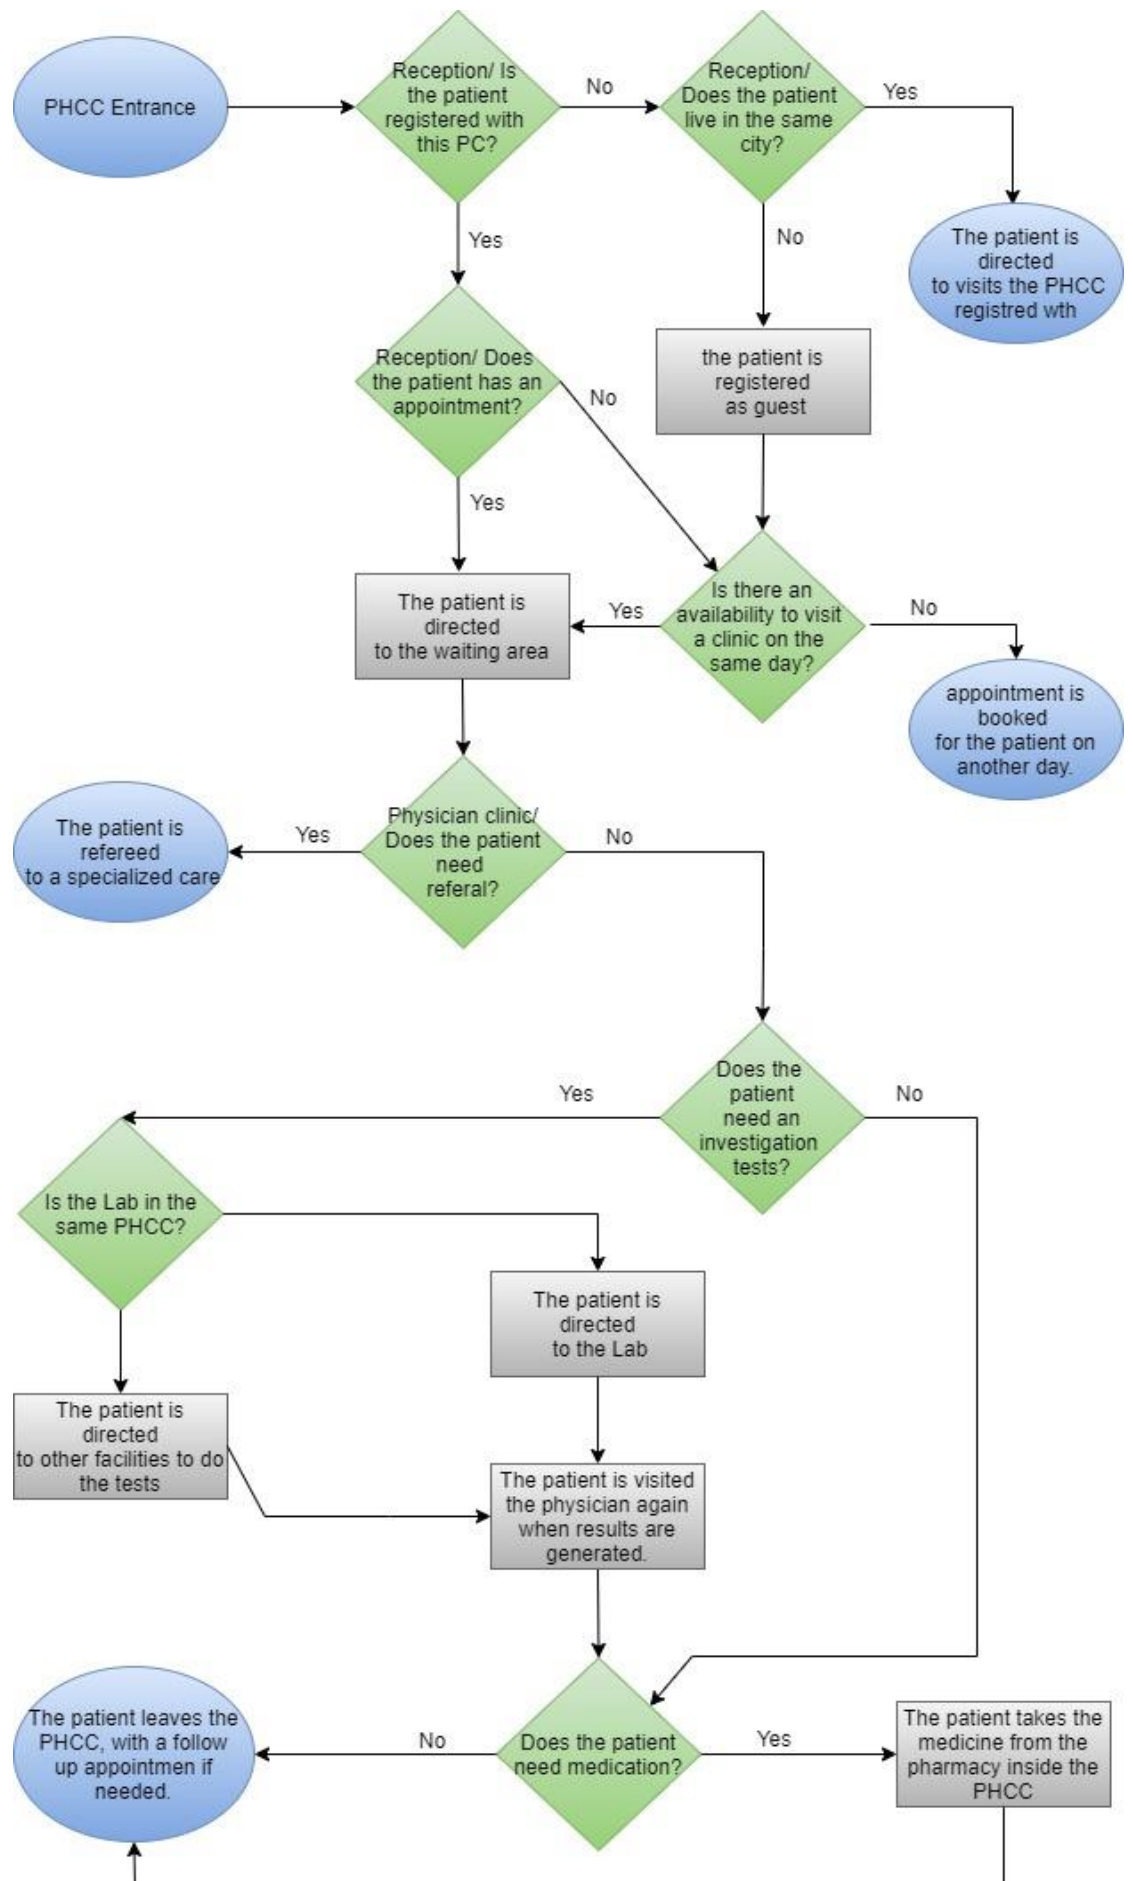 PHCC Entrance
Reception/ Is
the patient
registered with
this PC?
No
Reception/
Does the patient
live in the same
city?
Yes
Yes
No
The patient is
directed
to visits the PHCC
registred wth
Reception/ Does
the patient has an
appointment?
No
the patient is
registered
as guest
Yes
The patient is
directed
to the waiting area
Yes
Is there an
availability to visit
a clinic on the
same day?
No
appointment is
booked
for the patient on
another day.
The patient is
refereed
to a specialized care
Yes
Physician clinic/
Does the patient
need
referal?
No
Does the
patient
need an
investigation
tests?
Yes
No
Is the Lab in the
same PHCC?
The patient is
directed
to the Lab
The patient is
directed
to other facilities to do
the tests
The patient is visited
the physician again
when results are
generated.
The patient leaves the
PHCC, with a follow
up appointmen if
needed.
No
Does the patient
need medication?
Yes
The patient takes the
medicine from the
pharmacy inside the
PHCC